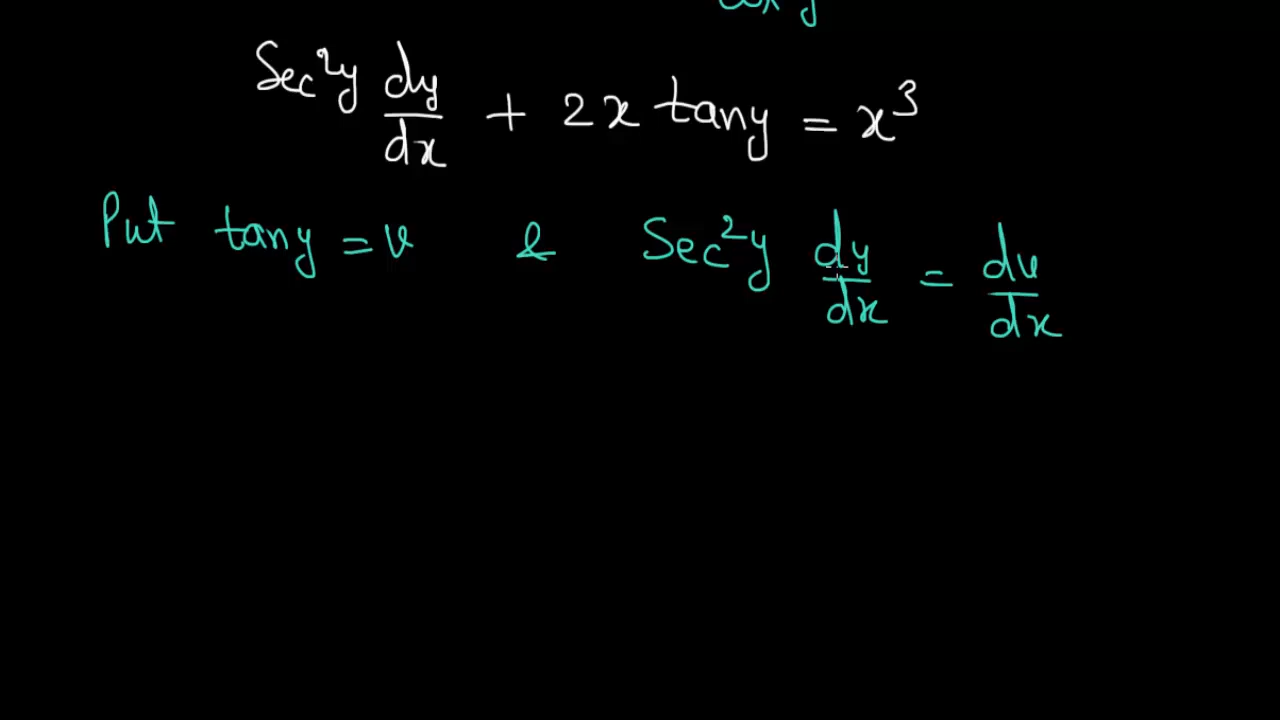 Sec²y dy/dx + 2x tany = x³
Put tany = v & Sec²y dy/dx = dv/dx